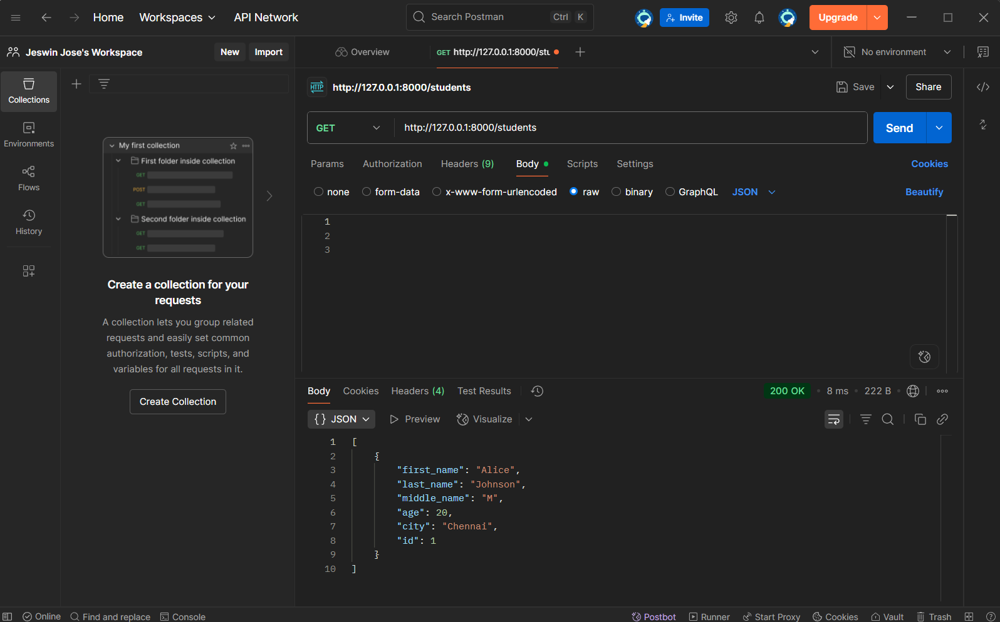 Home Workspaces API Network Search Postman Ctrl K Invite Upgrade
Jeswin Jose's Workspace New Import Overview GET http://127.0.0.1:8000/stu No environment
Collections
Environments
Flows
History
My first collection
First folder inside collection
GET
POST
GET
Second folder inside collection
GET
GET
Create a collection for your
requests
A collection lets you group related
requests and easily set common
authorization, tests, scripts, and
variables for all requests in it.
Create Collection
HTTP http://127.0.0.1:8000/students Save Share
GET http://127.0.0.1:8000/students Send
Params Authorization Headers (9) Body Scripts Settings Cookies
none form-data x-www-form-urlencoded raw binary GraphQL JSON Beautify
1
2
3
Body Cookies Headers (4) Test Results 200 OK 8 ms 222 B
{} JSON Preview Visualize
1 [
2 {
3 "first_name": "Alice",
4 "last_name": "Johnson",
5 "middle_name": "M",
6 "age": 20,
7 "city": "Chennai",
8 "id": 1
9 }
10 ]
Online Find and replace Console Postbot Runner Start Proxy Cookies Vault Trash